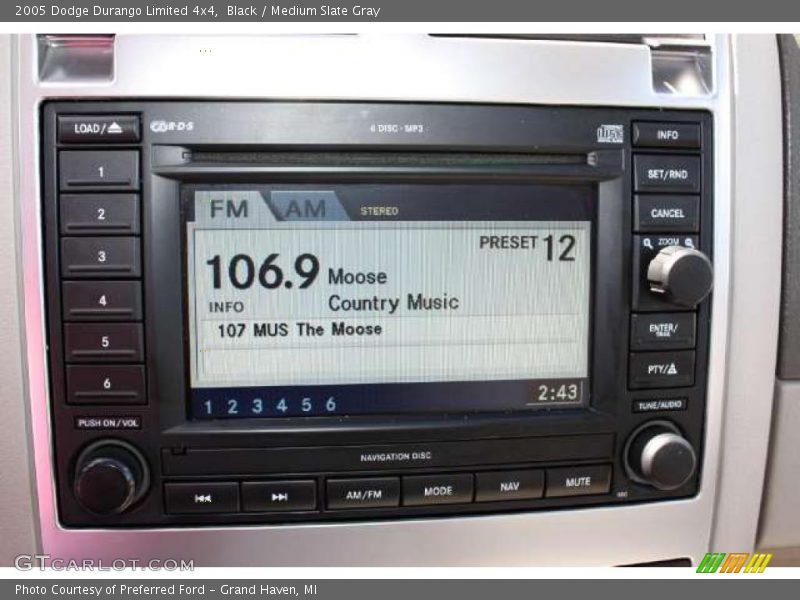 2005 Dodge Durango Limited 4x4, Black / Medium Slate Gray
LOAD/
R·D·S
6 DISC · MP3
INFO
1
2
3
4
5
6
SET/RND
CANCEL
ZOOM
ENTER/
PTY/
TUNE/AUDIO
FM AM STEREO
PRESET 12
106.9 Moose
INFO Country Music
107 MUS The Moose
1 2 3 4 5 6
2:43
PUSH ON/VOL
NAVIGATION DISC
AM/FM
MODE
NAV
MUTE
GTCARLOT.COM
Photo Courtesy of Preferred Ford – Grand Haven, MI